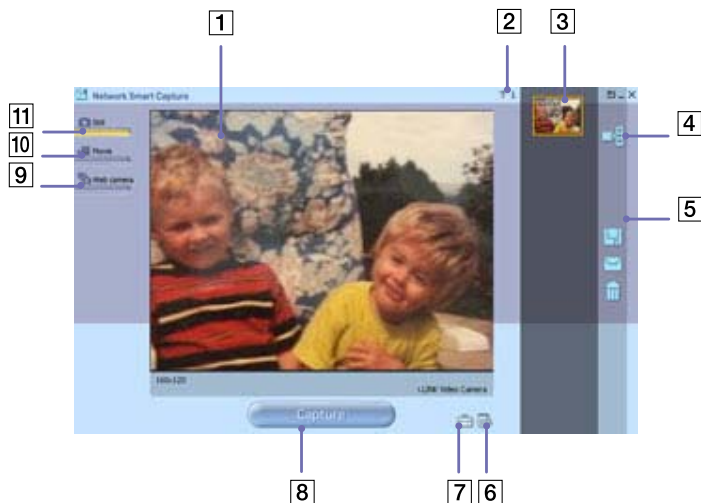 1
2
3
Network Smart Capture
11
Still
10
Movie
9
Web camera
4
5
160x120
i.LINK Video Camera
Capture
8
7
6